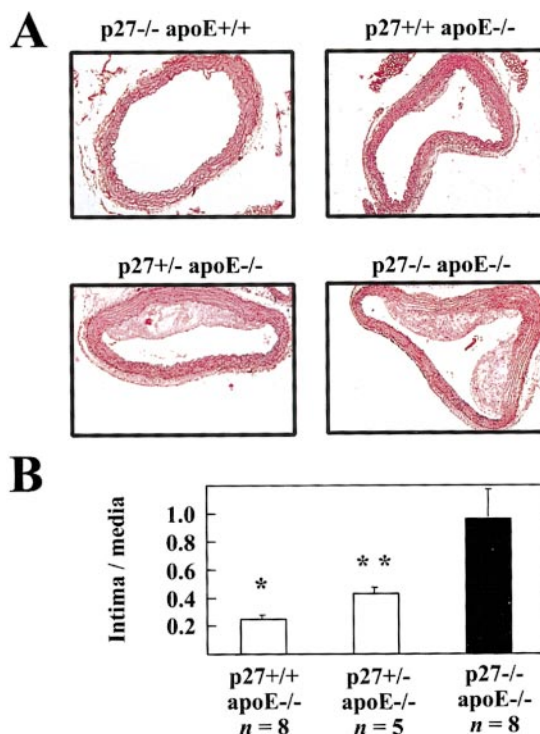 A
p27-/- apoE+/+
p27+/+ apoE-/-
p27+/- apoE-/-
p27-/- apoE-/-
B
Intima / media
1.0
0.8
0.6
0.4
0.2
*
* *
p27+/+
apoE-/-
n = 8
p27+/-
apoE-/-
n = 5
p27-/-
apoE-/-
n = 8